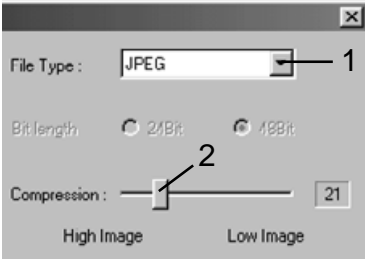 File Type : JPEG 1
Bit length 24Bit 48Bit
2
Compression : 21
High Image Low Image